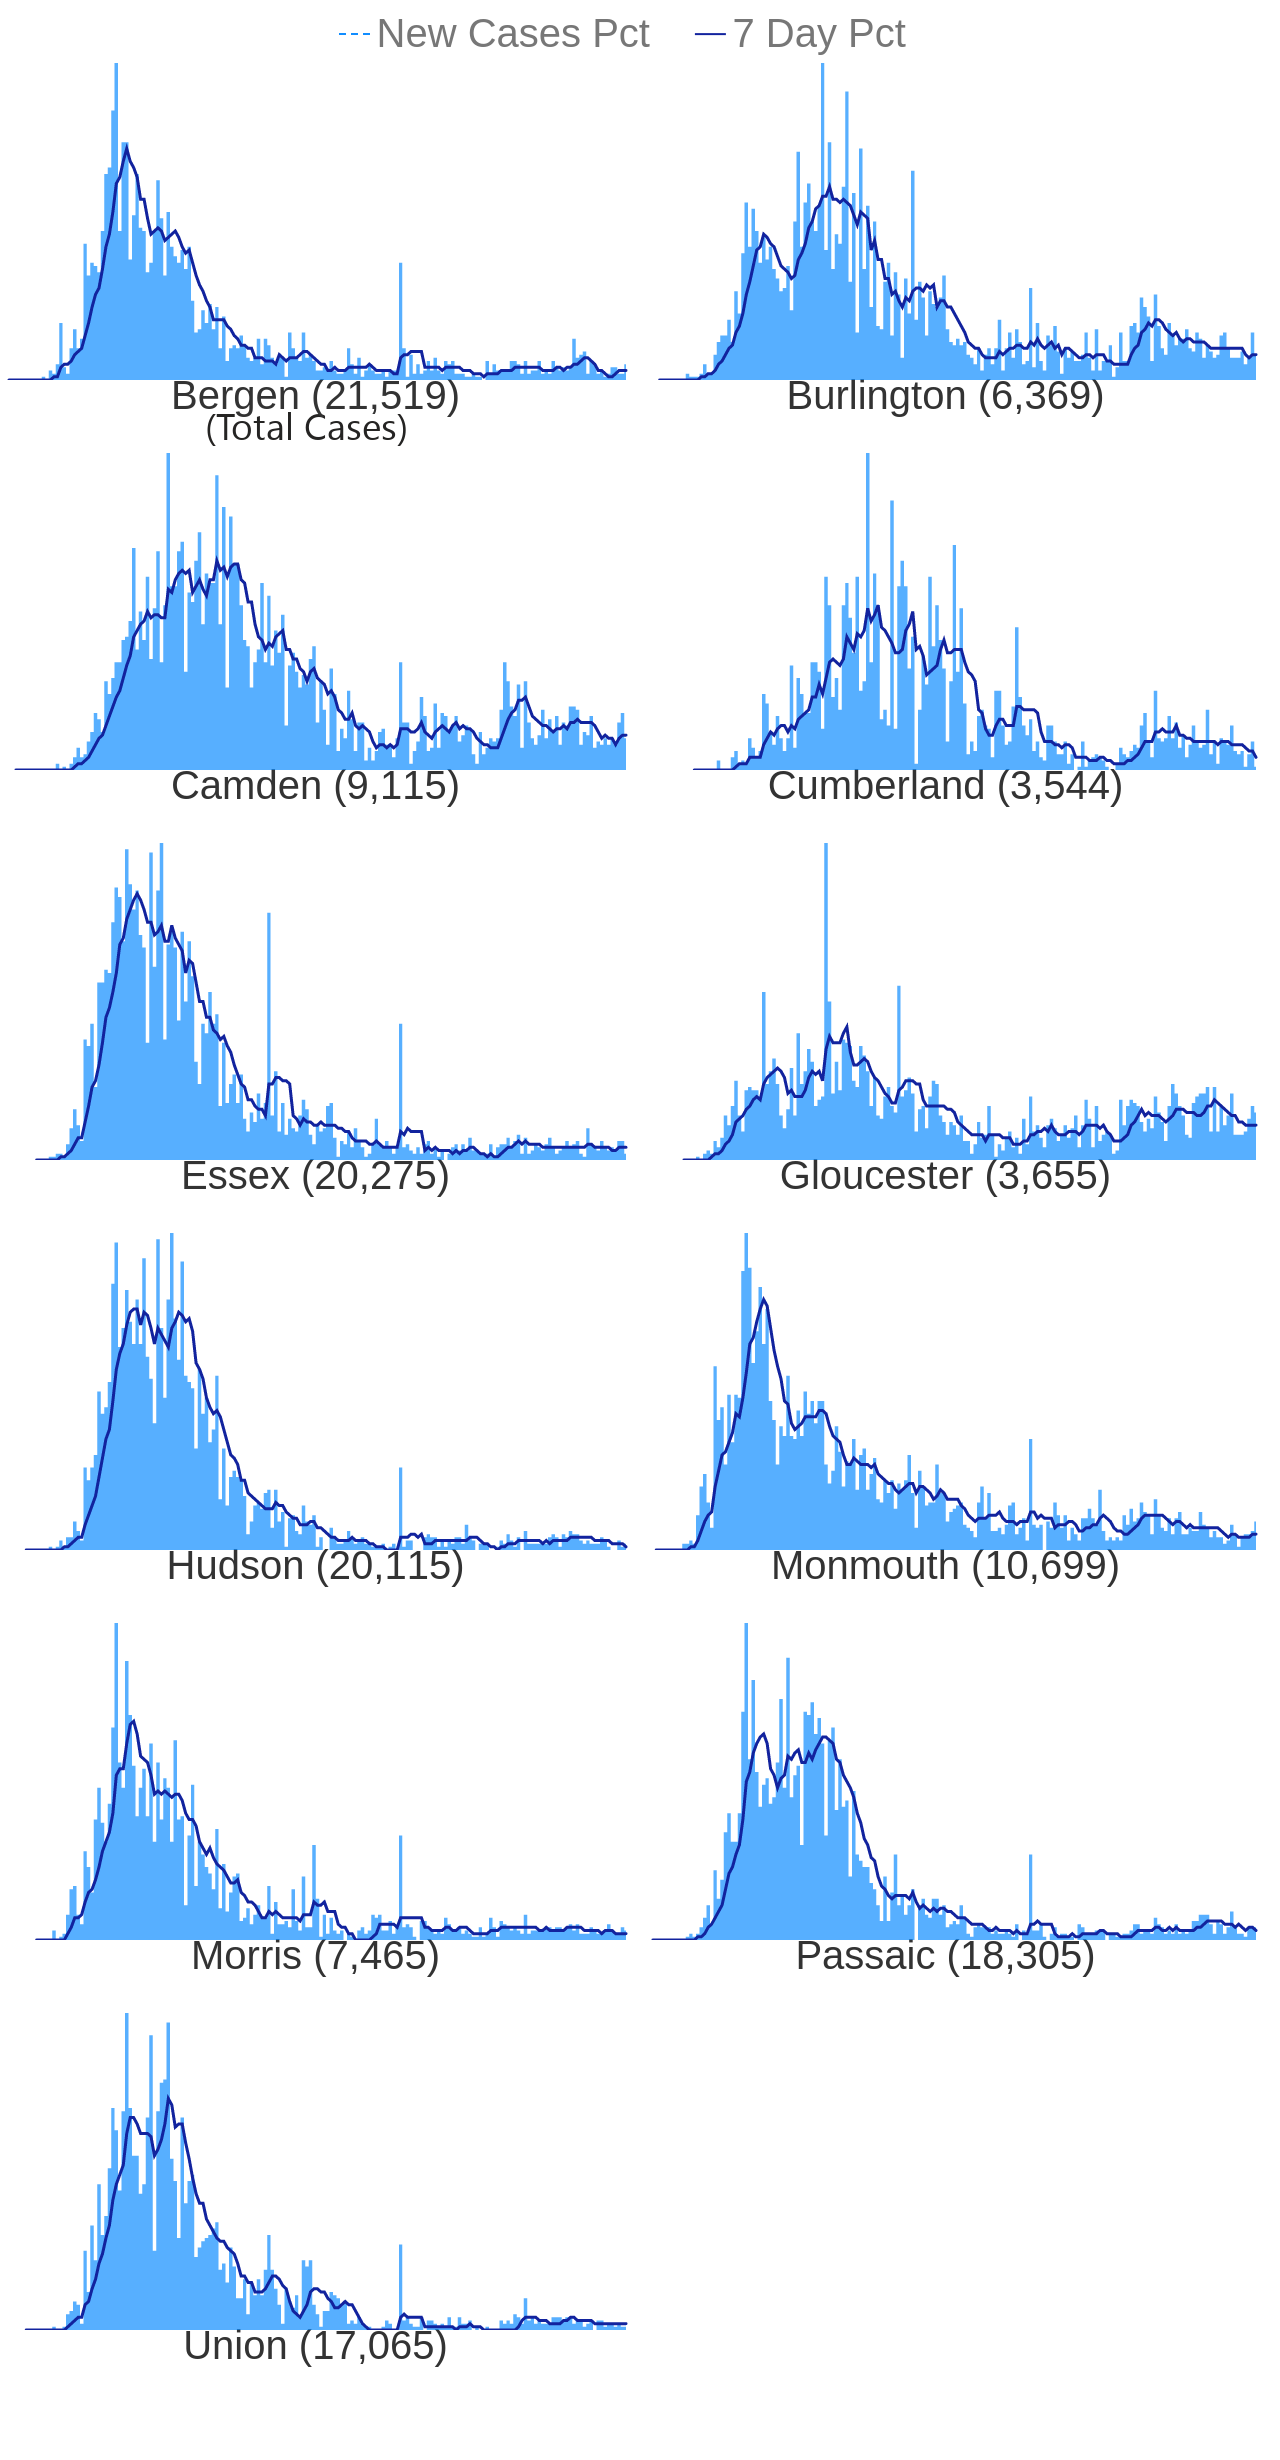 New Cases Pct 7 Day Pct
Bergen (21,519) Burlington (6,369)
(Total Cases)
Camden (9,115) Cumberland (3,544)
Essex (20,275) Gloucester (3,655)
Hudson (20,115) Monmouth (10,699)
Morris (7,465) Passaic (18,305)
Union (17,065)